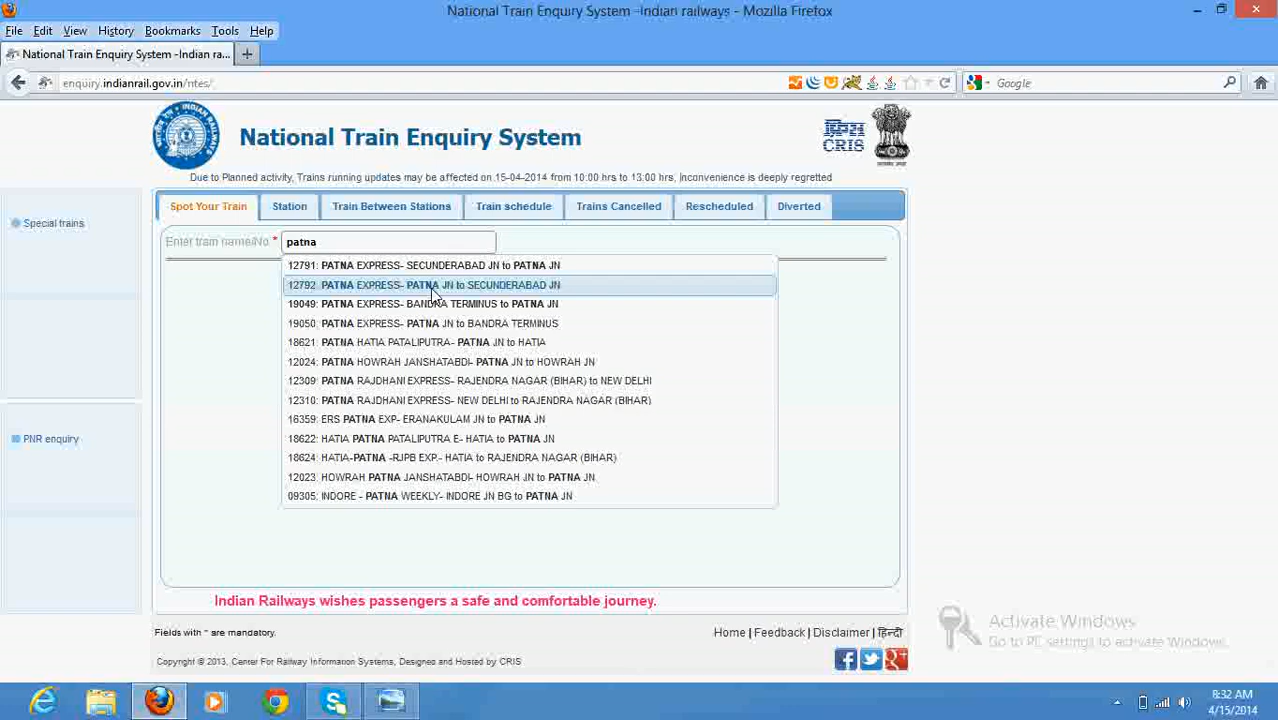 National Train Enquiry System -Indian railways - Mozilla Firefox
File Edit View History Bookmarks Tools Help
National Train Enquiry System -Indian ra...
enquiry.indianrail.gov.in/ntes/
Google
National Train Enquiry System
CRIS
Due to Planned activity, Trains running updates may be affected on 15-04-2014 from 10:00 hrs to 13:00 hrs, Inconvenience is deeply regretted
Spot Your Train Station Train Between Stations Train schedule Trains Cancelled Rescheduled Diverted
Special trains
Enter train name/No * patna
12791: PATNA EXPRESS- SECUNDERABAD JN to PATNA JN
12792: PATNA EXPRESS- PATNA JN to SECUNDERABAD JN
19049: PATNA EXPRESS- BANDRA TERMINUS to PATNA JN
19050: PATNA EXPRESS- PATNA JN to BANDRA TERMINUS
18621: PATNA HATIA PATALIPUTRA- PATNA JN to HATIA
12024: PATNA HOWRAH JANSHATABDI- PATNA JN to HOWRAH JN
12309: PATNA RAJDHANI EXPRESS- RAJENDRA NAGAR (BIHAR) to NEW DELHI
12310: PATNA RAJDHANI EXPRESS- NEW DELHI to RAJENDRA NAGAR (BIHAR)
18359: ERS PATNA EXP- ERANAKULAM JN to PATNA JN
18622: HATIA PATNA PATALIPUTRA E- HATIA to PATNA JN
18624: HATIA-PATNA -RJPB EXP.- HATIA to RAJENDRA NAGAR (BIHAR)
12023: HOWRAH PATNA JANSHATABDI- HOWRAH JN to PATNA JN
09305: INDORE - PATNA WEEKLY- INDORE JN BG to PATNA JN
PNR enquiry
Indian Railways wishes passengers a safe and comfortable journey.
Fields with * are mandatory.
Home | Feedback | Disclaimer | हिन्दी
Copyright © 2013, Center For Railway Information Systems, Designed and Hosted by CRIS
Activate Windows
Go to PC settings to activate Windows.
8:32 AM
4/15/2014